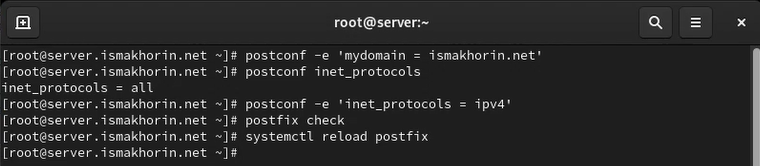 root@server:~
[root@server.ismakhorin.net ~]# postconf -e 'mydomain = ismakhorin.net'
[root@server.ismakhorin.net ~]# postconf inet_protocols
inet_protocols = all
[root@server.ismakhorin.net ~]# postconf -e 'inet_protocols = ipv4'
[root@server.ismakhorin.net ~]# postfix check
[root@server.ismakhorin.net ~]# systemctl reload postfix
[root@server.ismakhorin.net ~]#